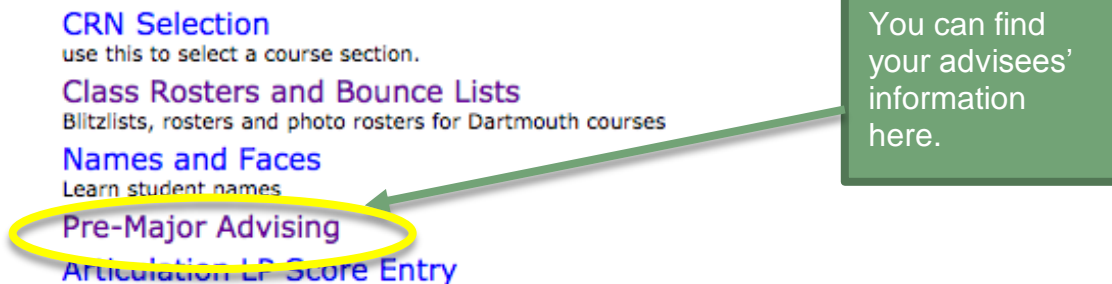 CRN Selection
use this to select a course section.
Class Rosters and Bounce Lists
Blitzlists, rosters and photo rosters for Dartmouth courses
Names and Faces
Learn student names
Pre-Major Advising
Articulation LP Score Entry
You can find
your advisees’
information
here.